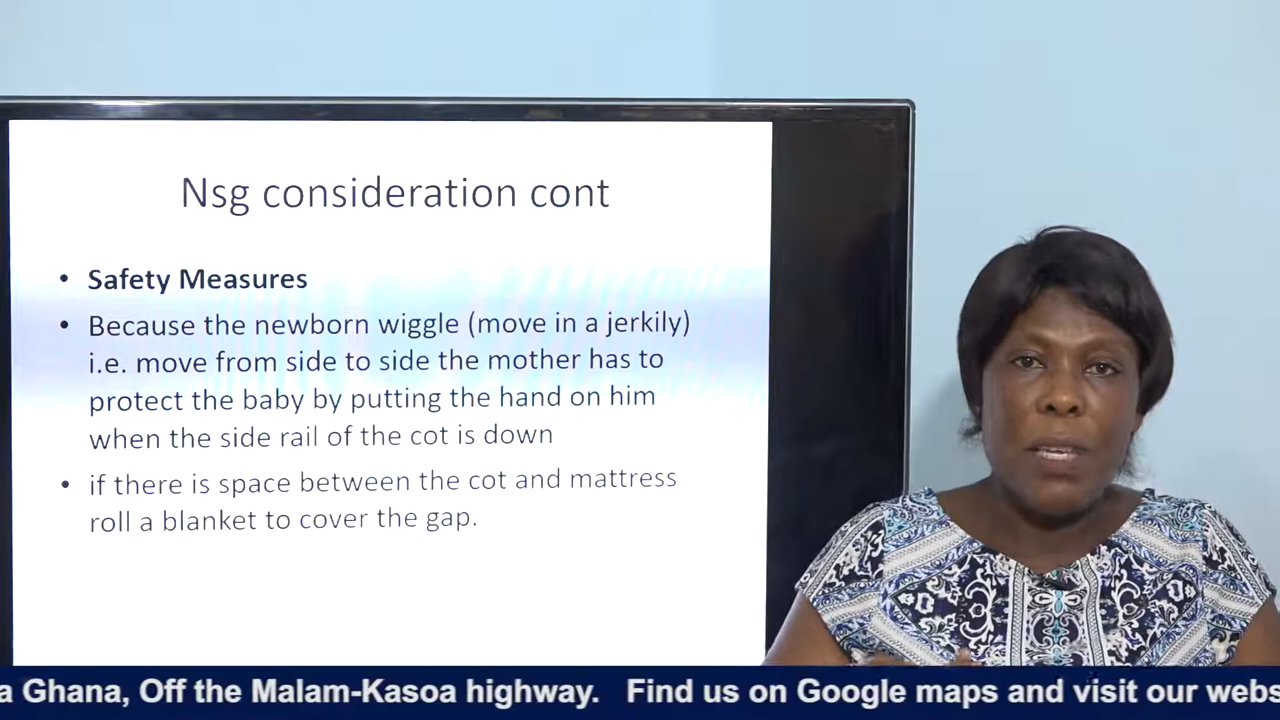 Nsg consideration cont
• Safety Measures
• Because the newborn wiggle (move in a jerkily)
i.e. move from side to side the mother has to
protect the baby by putting the hand on him
when the side rail of the cot is down
• if there is space between the cot and mattress
roll a blanket to cover the gap.
a Ghana, Off the Malam-Kasoa highway. Find us on Google maps and visit our webs